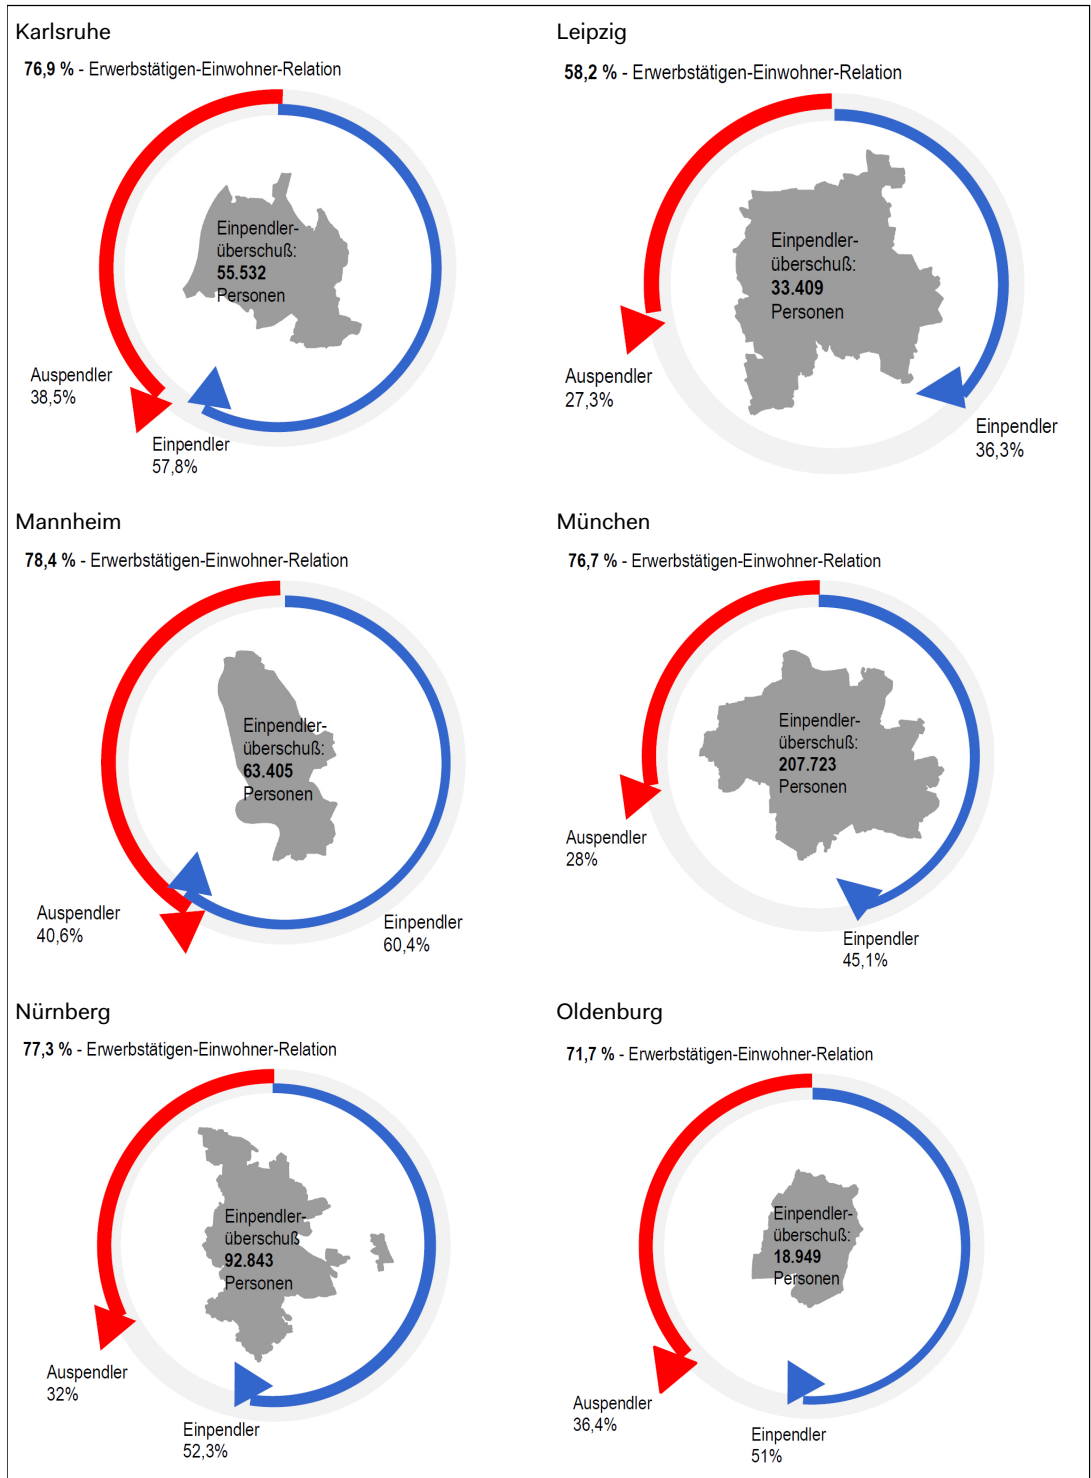 Karlsruhe
76,9 % - Erwerbstätigen-Einwohner-Relation
Einpendler-
überschuß:
55.532
Personen
Auspendler
38,5%
Einpendler
57,8%
Leipzig
58,2 % - Erwerbstätigen-Einwohner-Relation
Einpendler-
überschuß:
33.409
Personen
Auspendler
27,3%
Einpendler
36,3%
Mannheim
78,4 % - Erwerbstätigen-Einwohner-Relation
Einpendler-
überschuß:
63.405
Personen
Auspendler
40,6%
Einpendler
60,4%
München
76,7 % - Erwerbstätigen-Einwohner-Relation
Einpendler-
überschuß:
207.723
Personen
Auspendler
28%
Einpendler
45,1%
Nürnberg
77,3 % - Erwerbstätigen-Einwohner-Relation
Einpendler-
überschuß
92.843
Personen
Auspendler
32%
Einpendler
52,3%
Oldenburg
71,7 % - Erwerbstätigen-Einwohner-Relation
Einpendler-
überschuß:
18.949
Personen
Auspendler
36,4%
Einpendler
51%